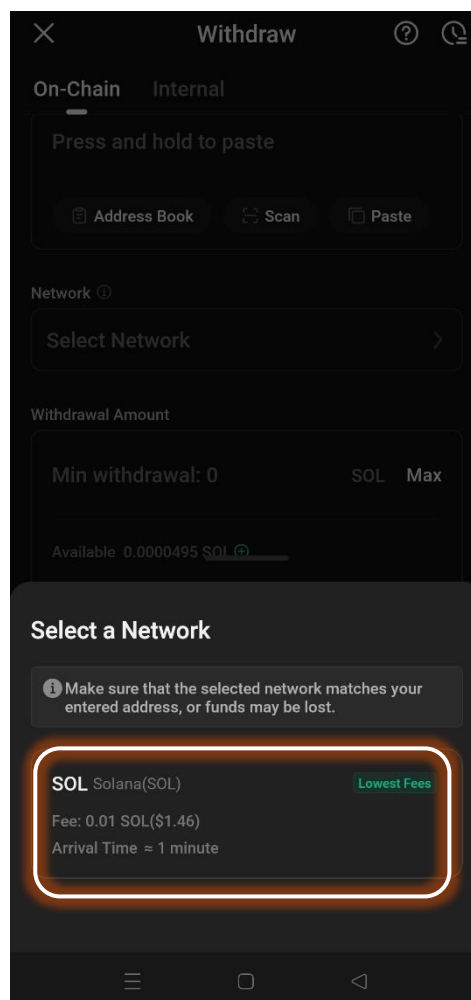 Withdraw
On-Chain Internal
Press and hold to paste
Address Book Scan Paste
Network
Select Network
Withdrawal Amount
Min withdrawal: 0 SOL Max
Available 0.0000495 SOL
Select a Network
Make sure that the selected network matches your
entered address, or funds may be lost.
SOL Solana(SOL) Lowest Fees
Fee: 0.01 SOL($1.46)
Arrival Time ≈ 1 minute